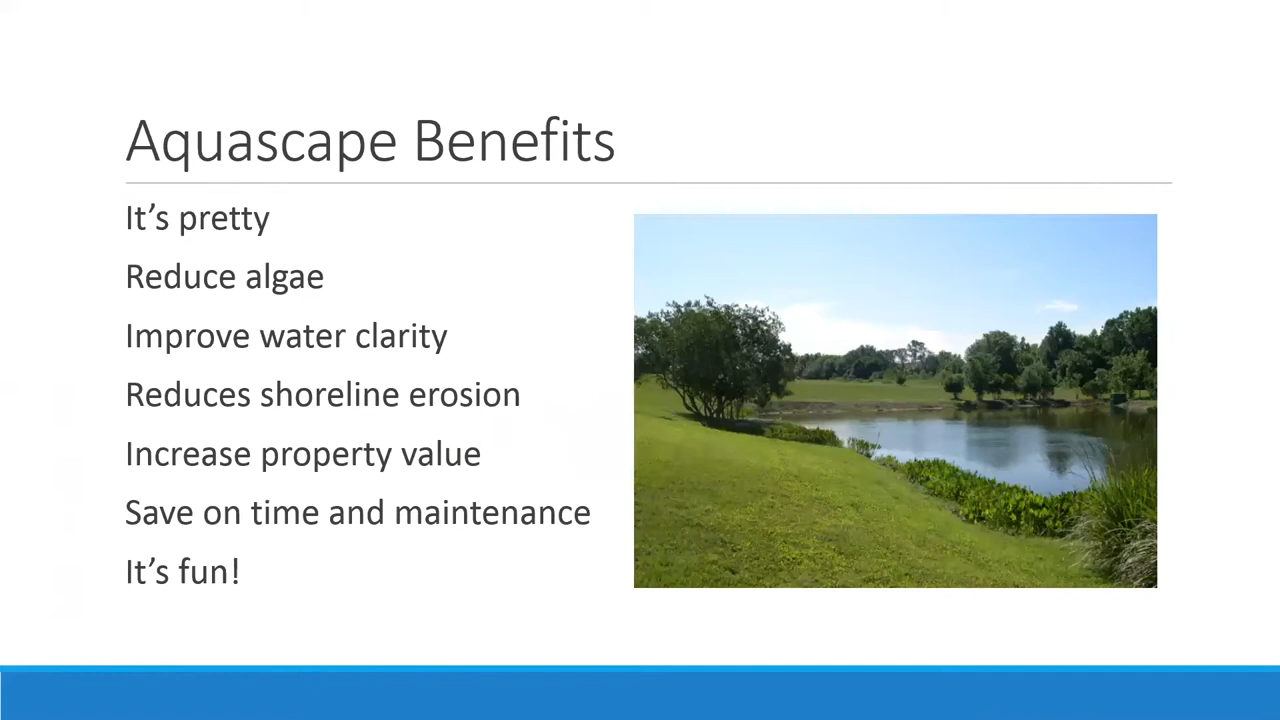 Aquascape Benefits
It’s pretty
Reduce algae
Improve water clarity
Reduces shoreline erosion
Increase property value
Save on time and maintenance
It’s fun!